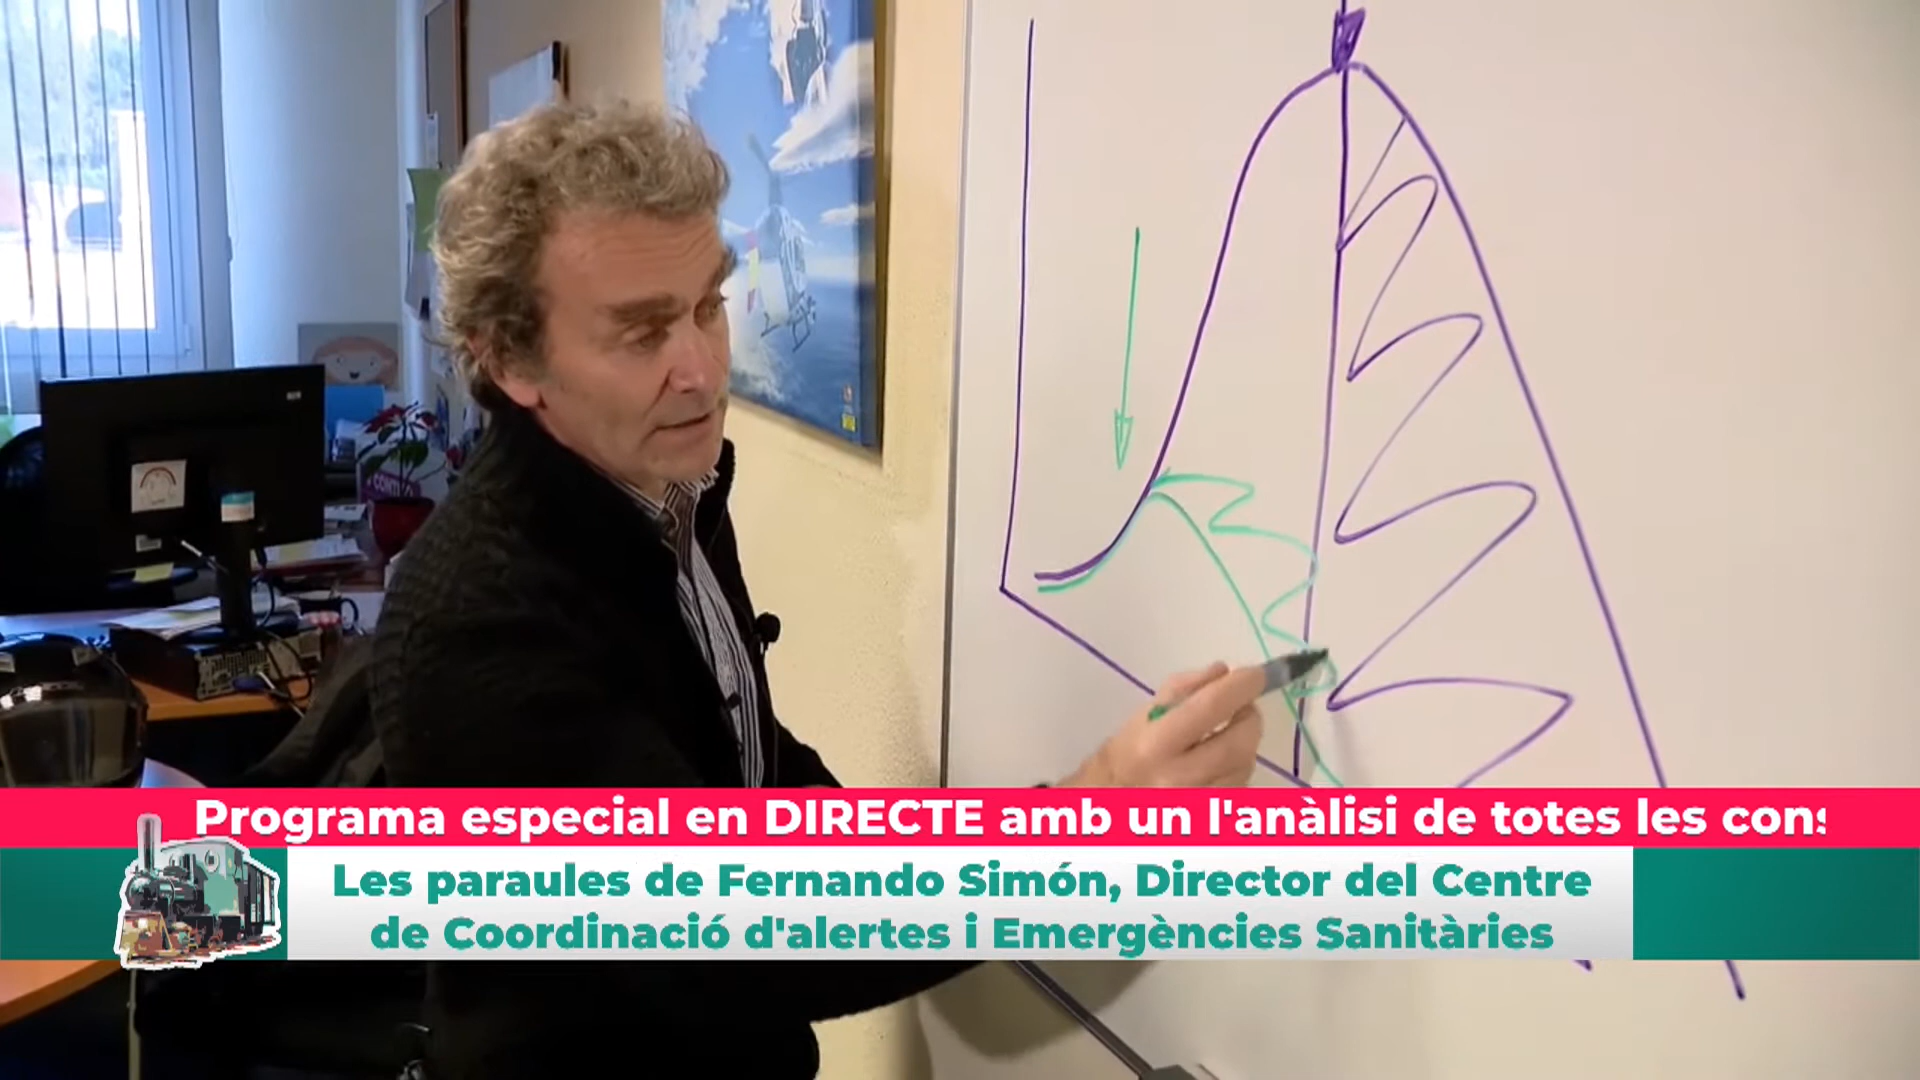 Programa especial en DIRECTE amb un l'anàlisi de totes les cons
Les paraules de Fernando Simón, Director del Centre
de Coordinació d'alertes i Emergències Sanitàries